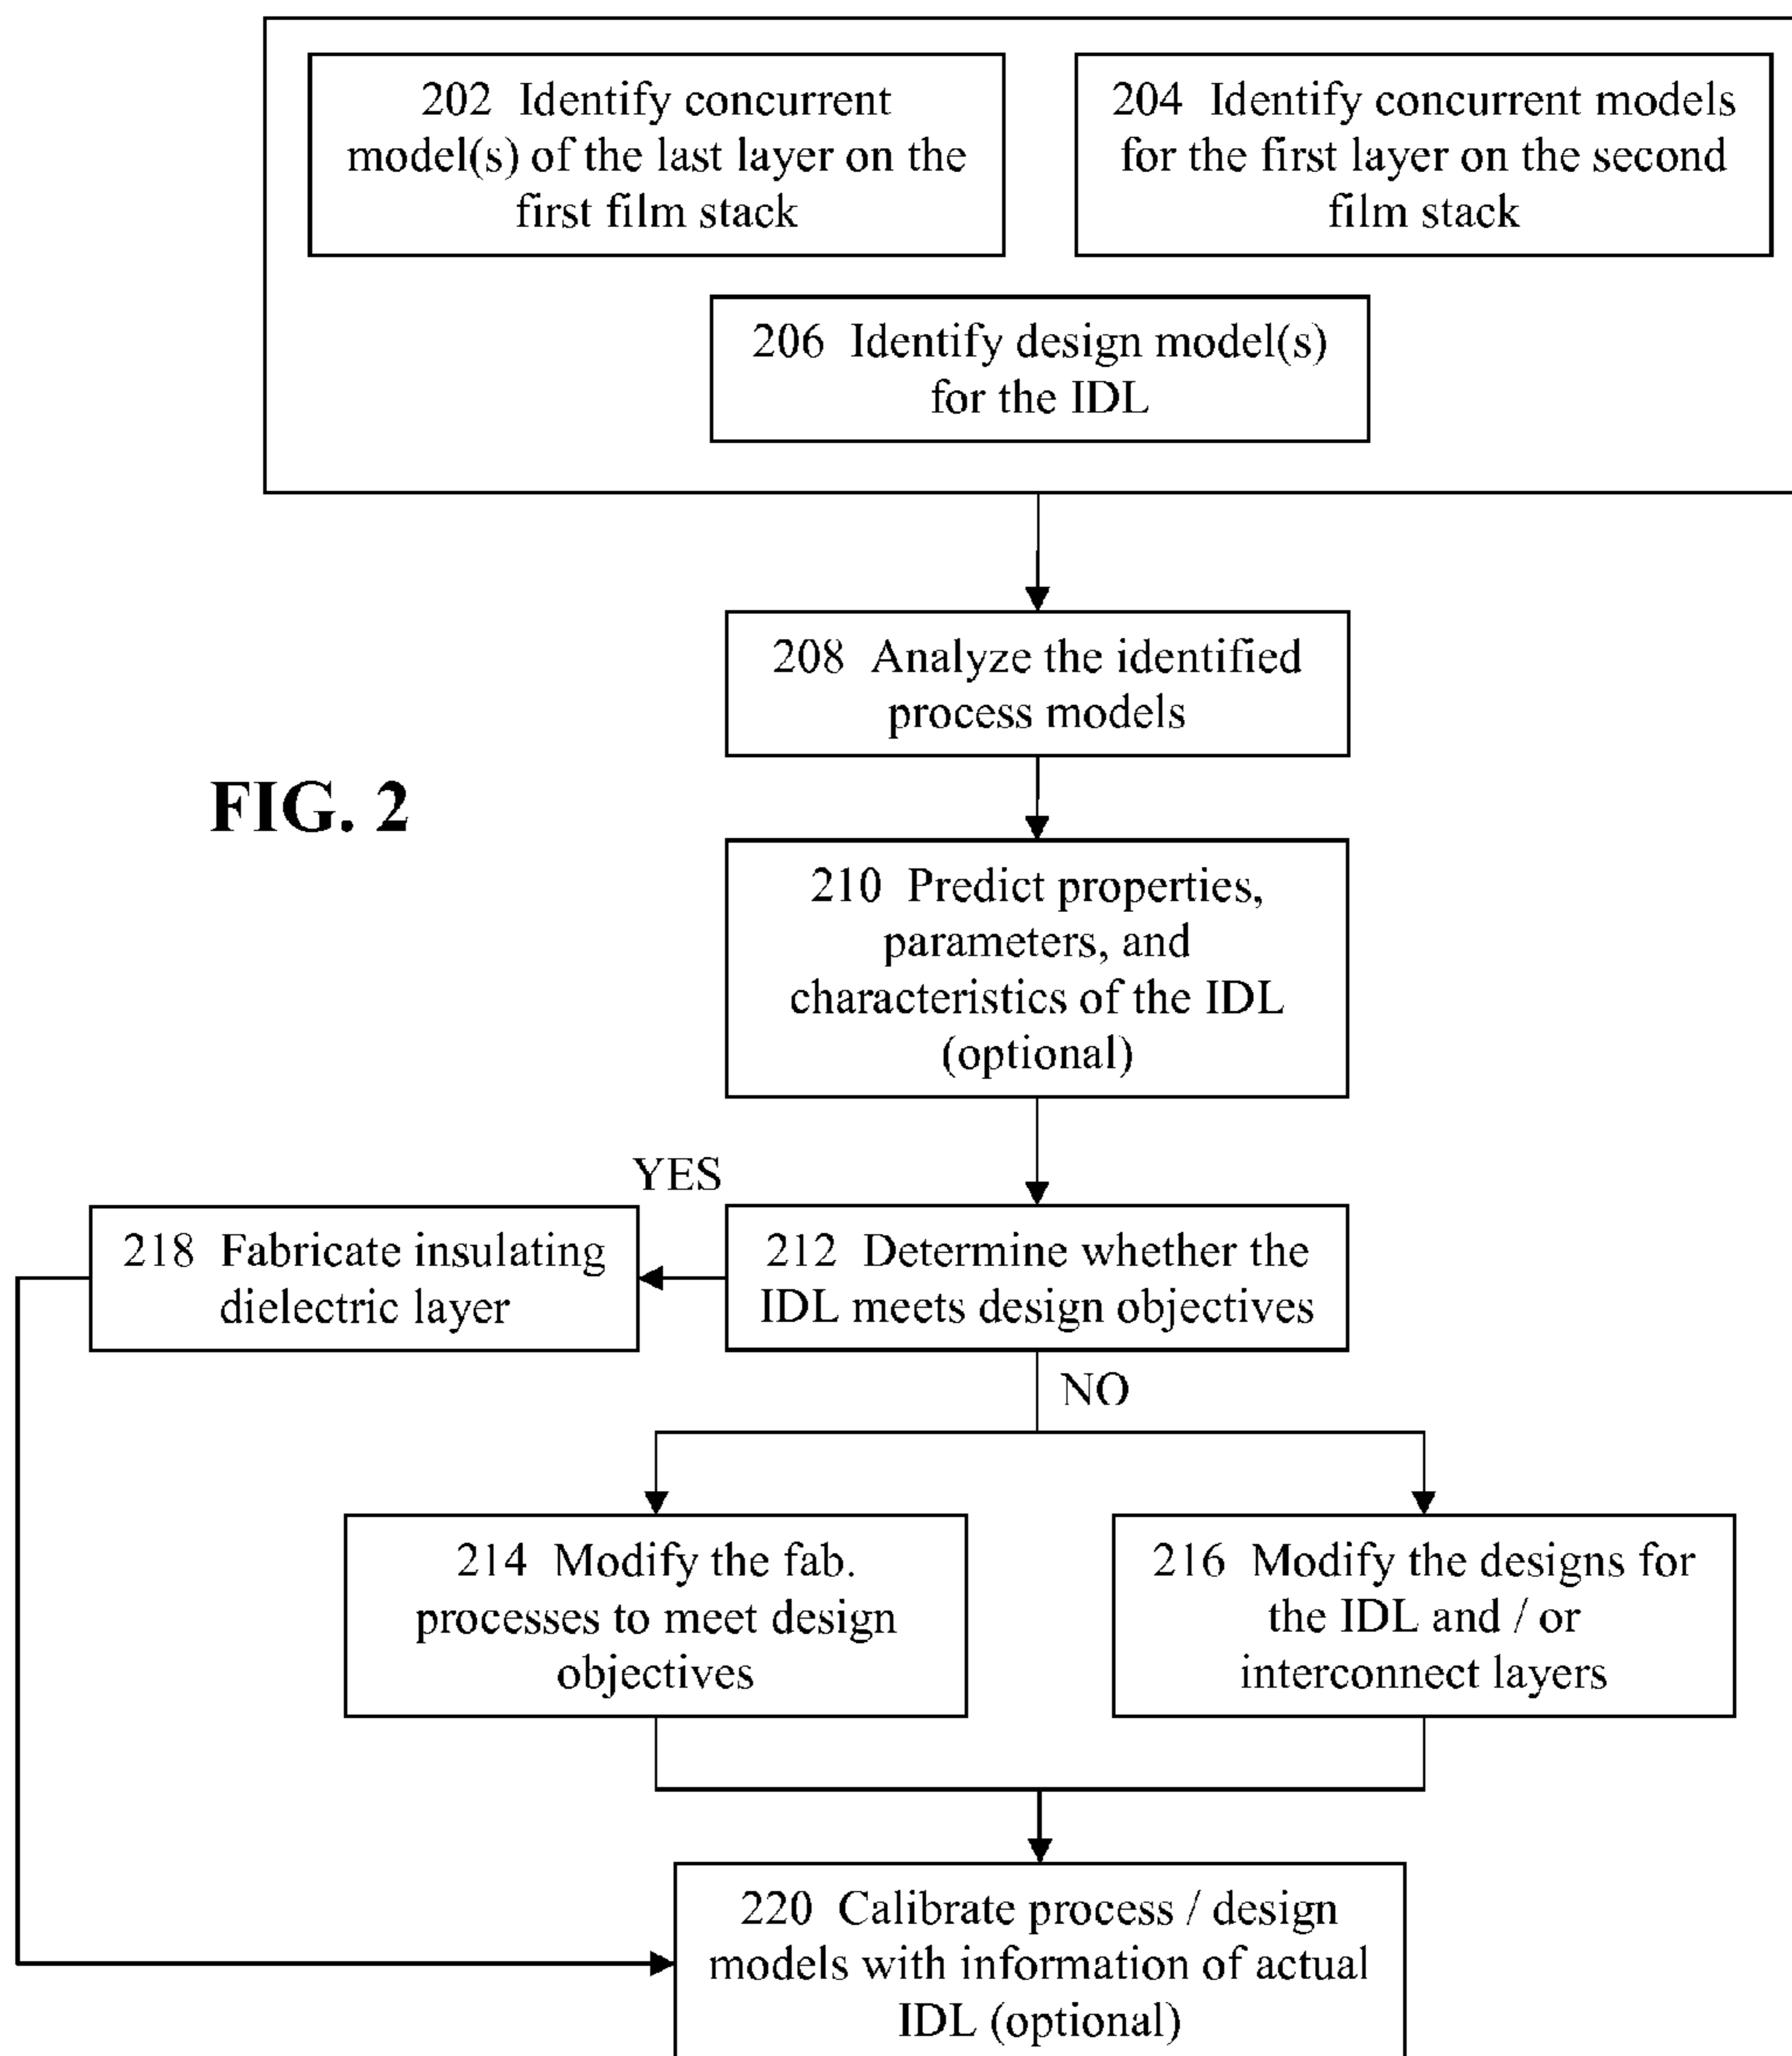 202 Identify concurrent
model(s) of the last layer on the
first film stack
204 Identify concurrent models
for the first layer on the second
film stack
206 Identify design model(s)
for the IDL
208 Analyze the identified
process models
FIG. 2
210 Predict properties,
parameters, and
characteristics of the IDL
(optional)
YES
218 Fabricate insulating
dielectric layer
212 Determine whether the
IDL meets design objectives
NO
214 Modify the fab.
processes to meet design
objectives
216 Modify the designs for
the IDL and / or
interconnect layers
220 Calibrate process / design
models with information of actual
IDL (optional)